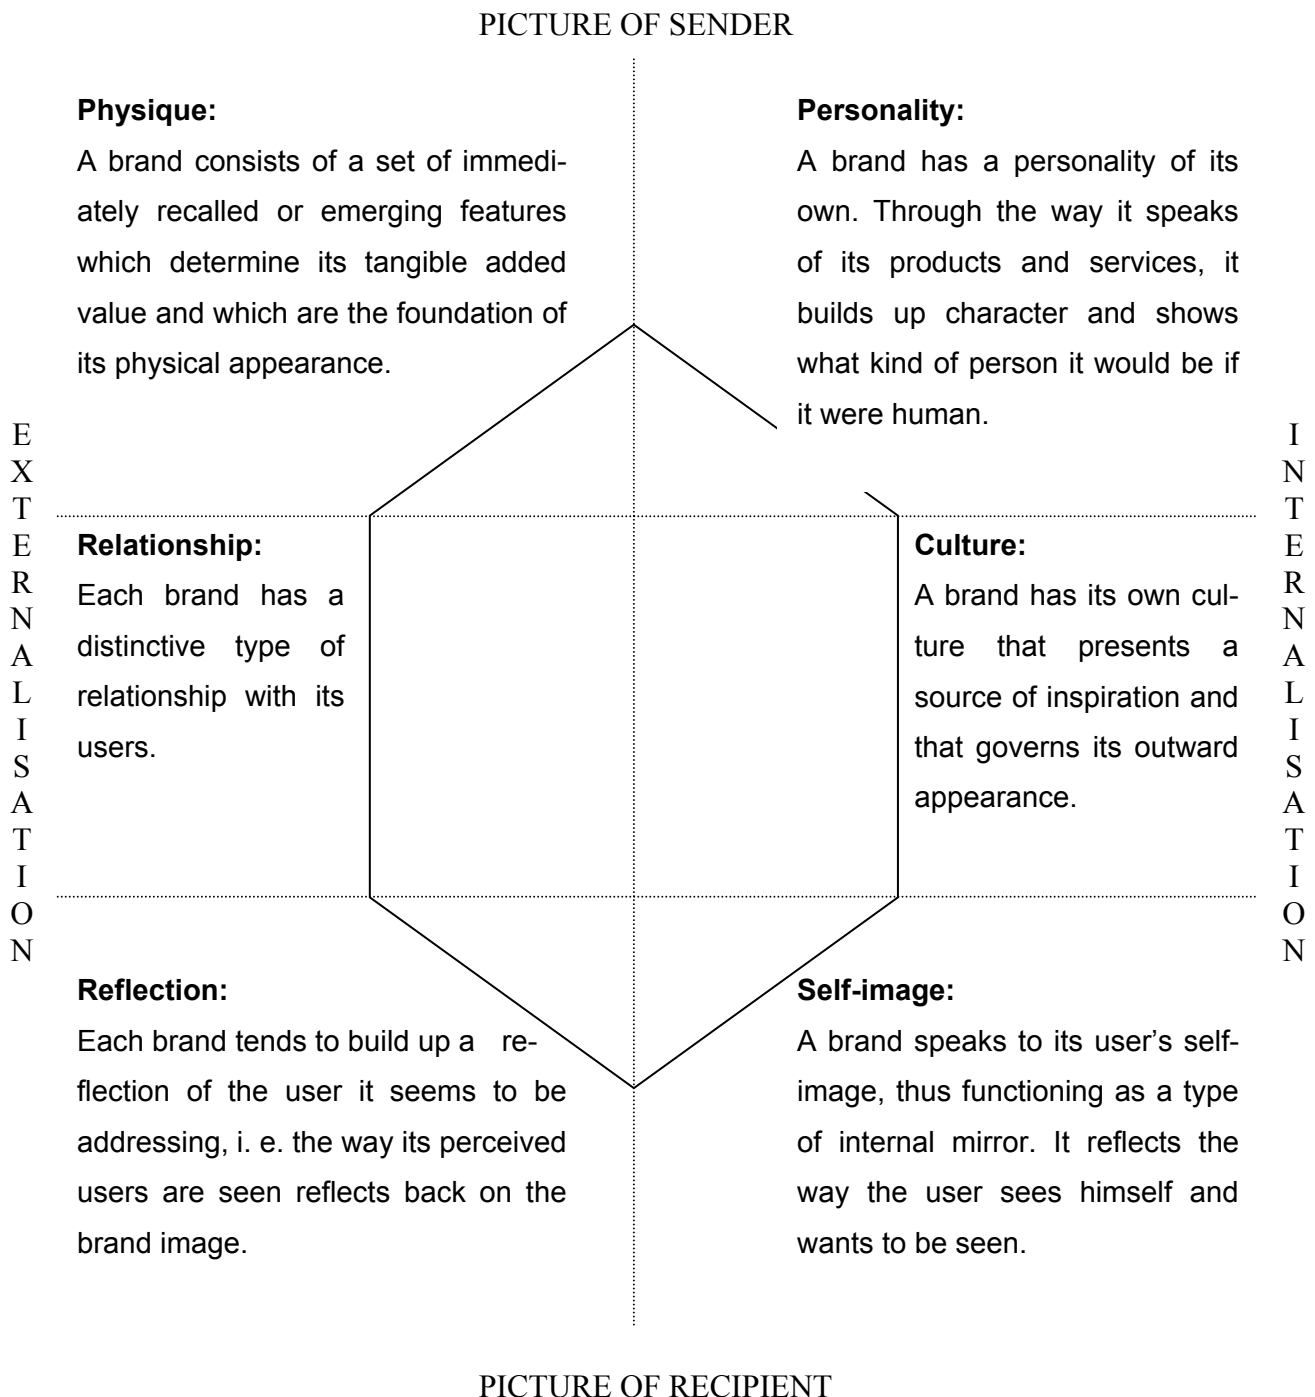 PICTURE OF SENDER
Physique:
A brand consists of a set of immedi-
ately recalled or emerging features
which determine its tangible added
value and which are the foundation of
its physical appearance.
Personality:
A brand has a personality of its
own. Through the way it speaks
of its products and services, it
builds up character and shows
what kind of person it would be if
it were human.
EXTERNALISATION
Relationship:
Each brand has a
distinctive type of
relationship with its
users.
Culture:
A brand has its own cul-
ture that presents a
source of inspiration and
that governs its outward
appearance.
INTERNALISATION
Reflection:
Each brand tends to build up a re-
flection of the user it seems to be
addressing, i. e. the way its perceived
users are seen reflects back on the
brand image.
Self-image:
A brand speaks to its user’s self-
image, thus functioning as a type
of internal mirror. It reflects the
way the user sees himself and
wants to be seen.
PICTURE OF RECIPIENT